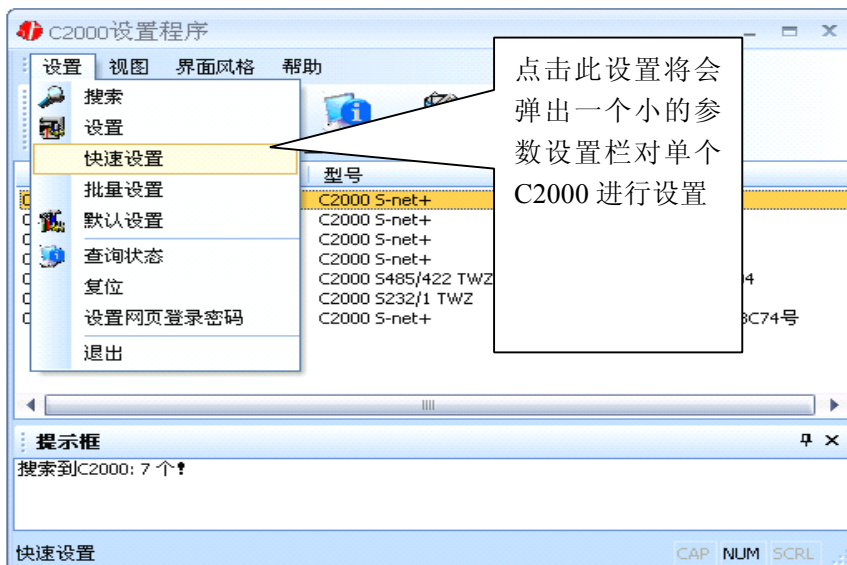 C2000设置程序
设置 视图 界面风格 帮助
搜索
设置
快速设置
批量设置
默认设置
查询状态
复位
设置网页登录密码
退出
点击此设置将会
弹出一个小的参
数设置栏对单个
C2000 进行设置
型号
C2000 S-net+
C2000 S-net+
C2000 S-net+
C2000 S-net+
C2000 S485/422 TWZ
C2000 S232/1 TWZ
C2000 S-net+
提示框
搜索到C2000: 7 个!
快速设置
CAP NUM SCRL